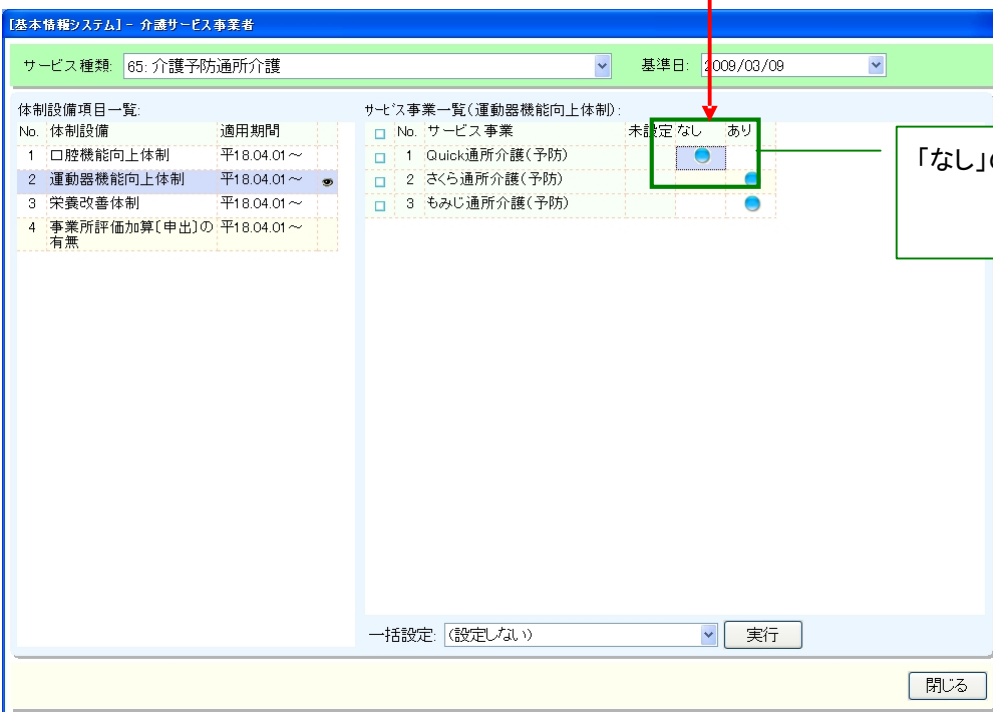 [基本情報システム] - 介護サービス事業者
サービス種類: 65: 介護予防通所介護 基準日: 2009/03/09
体制設備項目一覧:
No. 体制設備 適用期間
1 口腔機能向上体制 平18.04.01～
2 運動器機能向上体制 平18.04.01～
3 栄養改善体制 平18.04.01～
4 事業所評価加算〔申出〕の 平18.04.01～
有無
サービス事業一覧(運動器機能向上体制):
No. サービス事業 未設定 なし あり
1 Quick通所介護(予防)
2 さくら通所介護(予防)
3 もみじ通所介護(予防)
「なし」の
一括設定: (設定しない) 実行
閉じる